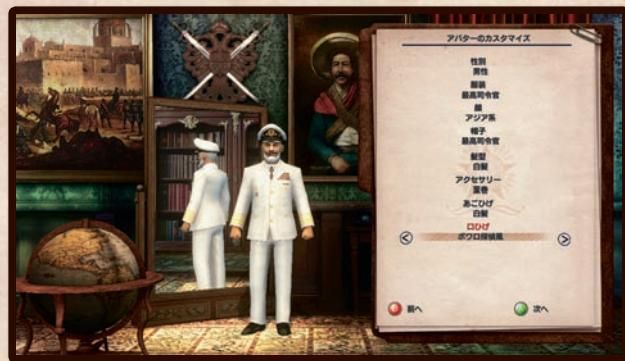 アバターのカスタマイズ
性別
男性
服装
最高司令官
顔
アジア系
帽子
最高司令官
髪型
白髪
アクセサリー
葉巻
あごひげ
白髪
口ひげ
ポワロ探偵風
前へ
次へ